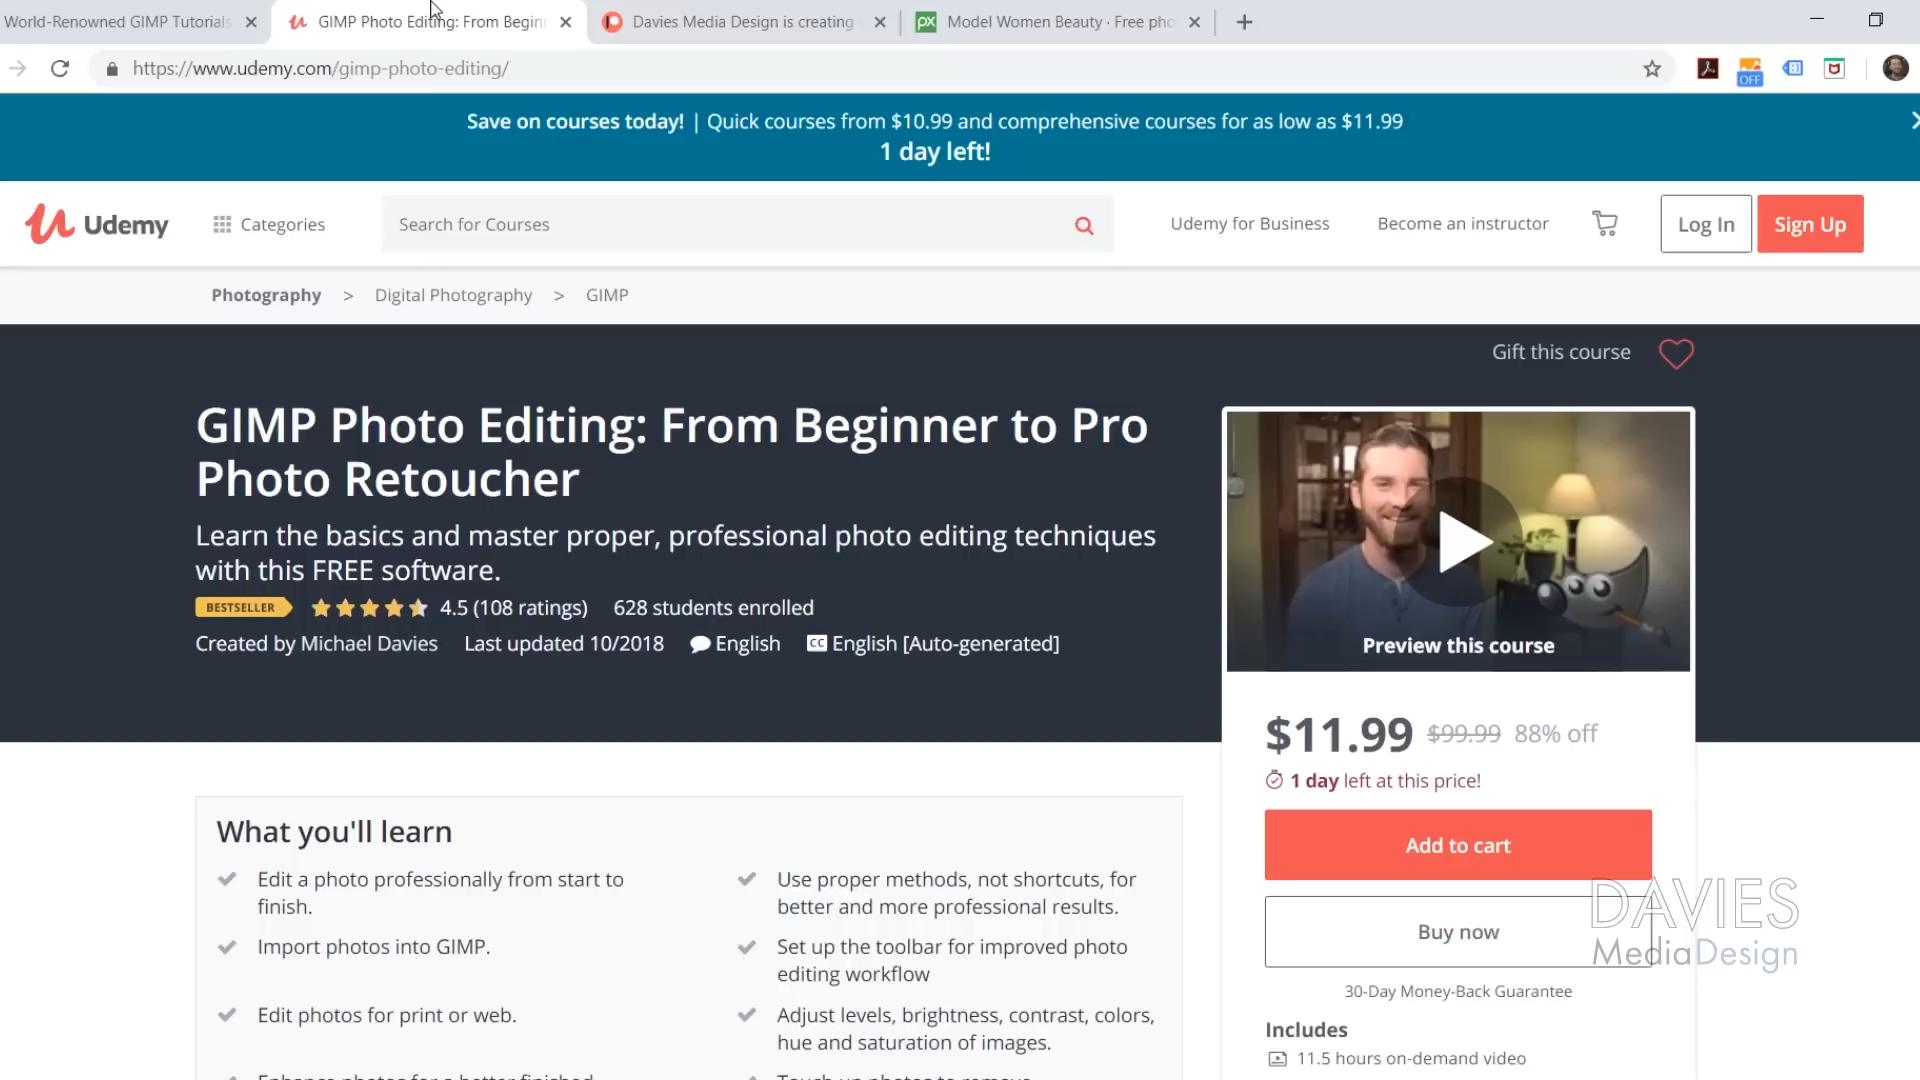 World-Renowned GIMP Tutorials
GIMP Photo Editing: From Begin
Davies Media Design is creating
Model Women Beauty · Free pho
https://www.udemy.com/gimp-photo-editing/
OFF
Save on courses today! | Quick courses from $10.99 and comprehensive courses for as low as $11.99
1 day left!
Udemy
Categories
Search for Courses
Udemy for Business
Become an instructor
Log In
Sign Up
Photography > Digital Photography > GIMP
Gift this course
GIMP Photo Editing: From Beginner to Pro
Photo Retoucher
Learn the basics and master proper, professional photo editing techniques
with this FREE software.
BESTSELLER 4.5 (108 ratings) 628 students enrolled
Created by Michael Davies Last updated 10/2018 English CC English [Auto-generated]
Preview this course
$11.99 $99.99 88% off
1 day left at this price!
Add to cart
Buy now
30-Day Money-Back Guarantee
Includes
11.5 hours on-demand video
DAVIES
MediaDesign
What you'll learn
Edit a photo professionally from start to
finish.
Import photos into GIMP.
Edit photos for print or web.
Use proper methods, not shortcuts, for
better and more professional results.
Set up the toolbar for improved photo
editing workflow
Adjust levels, brightness, contrast, colors,
hue and saturation of images.